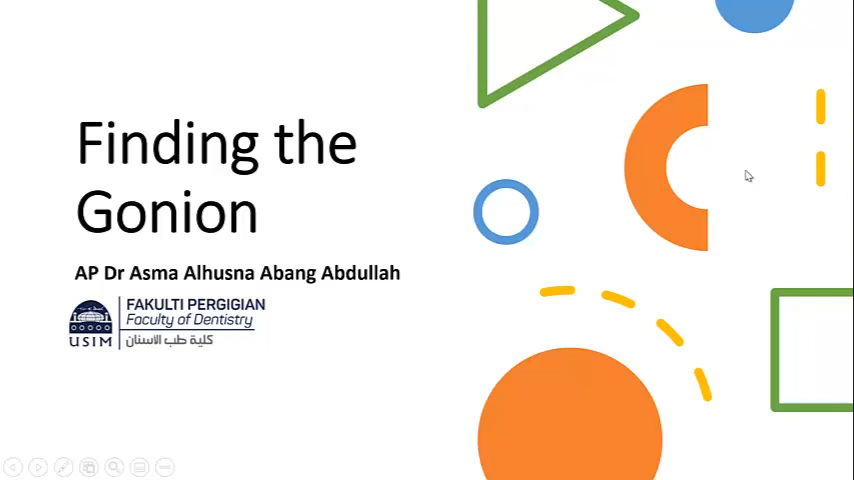 Finding the
Gonion
AP Dr Asma Alhusna Abang Abdullah
FAKULTI PERGIGIAN
Faculty of Dentistry
USIM
كلية طب الاسنان